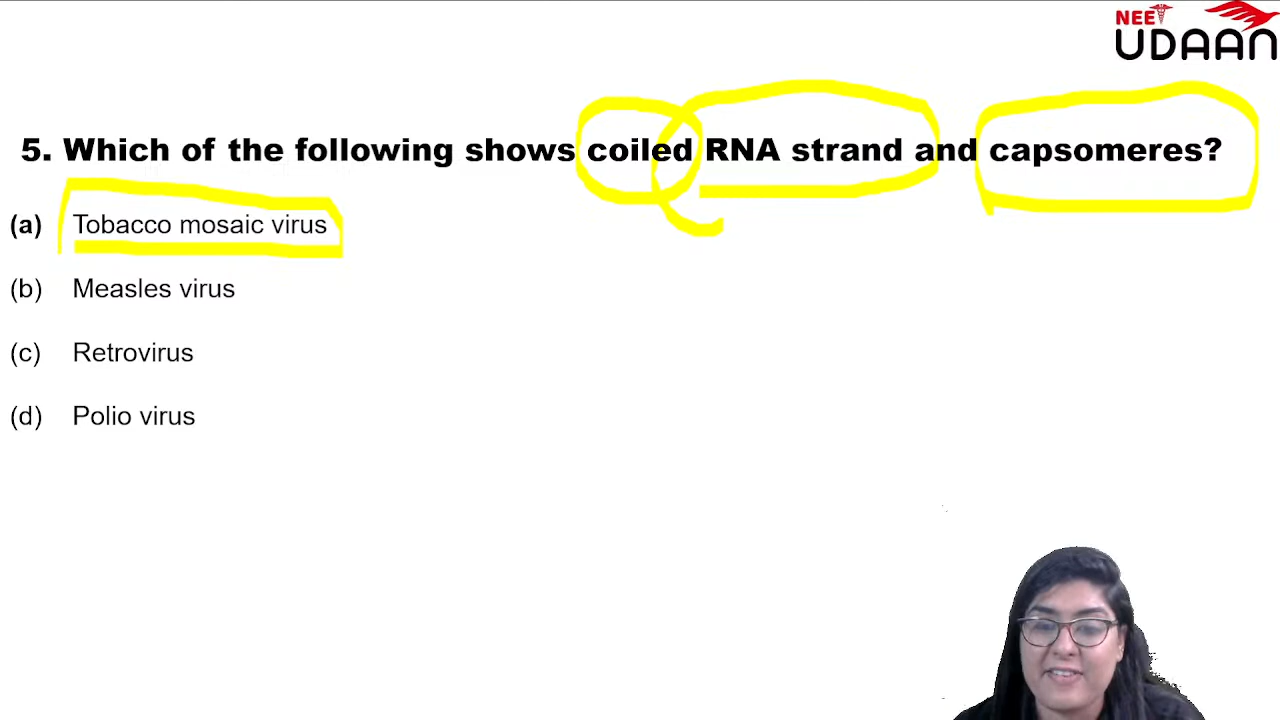 NEET
UDAAN
5. Which of the following shows coiled RNA strand and capsomeres?
(a) Tobacco mosaic virus
(b) Measles virus
(c) Retrovirus
(d) Polio virus